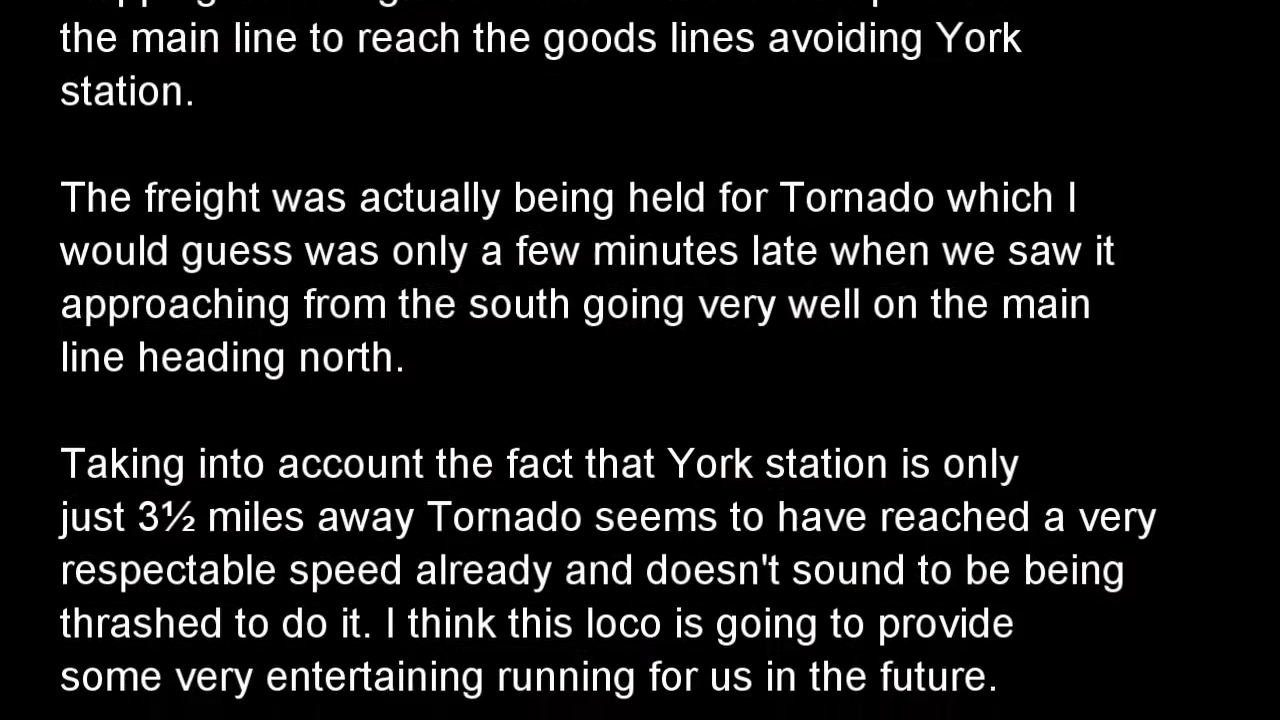 the main line to reach the goods lines avoiding York
station.
The freight was actually being held for Tornado which I
would guess was only a few minutes late when we saw it
approaching from the south going very well on the main
line heading north.
Taking into account the fact that York station is only
just 3½ miles away Tornado seems to have reached a very
respectable speed already and doesn't sound to be being
thrashed to do it. I think this loco is going to provide
some very entertaining running for us in the future.